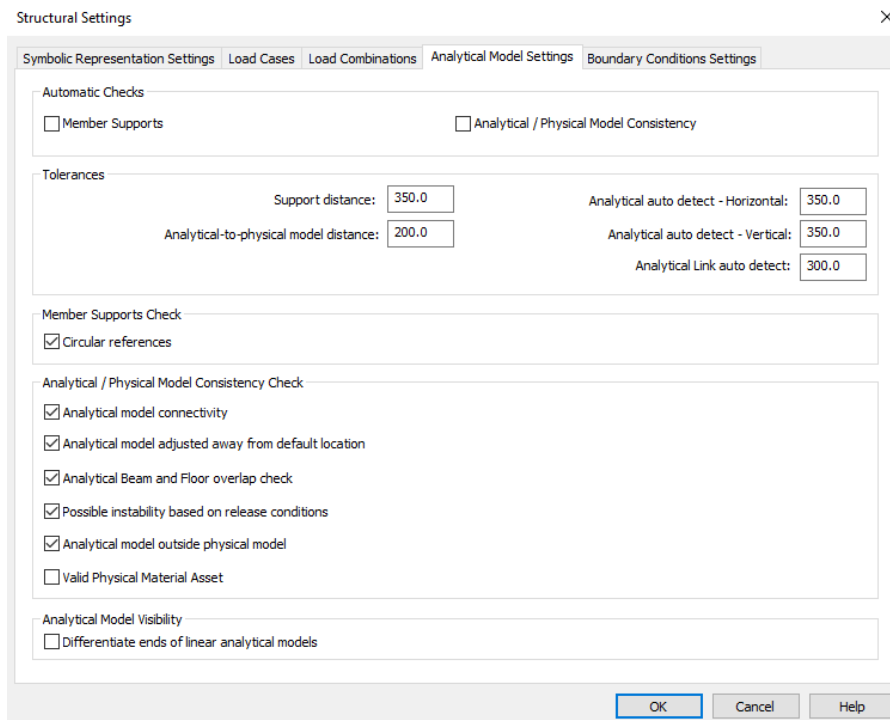 Structural Settings
Symbolic Representation Settings Load Cases Load Combinations Analytical Model Settings Boundary Conditions Settings
Automatic Checks
Member Supports Analytical / Physical Model Consistency
Tolerances
Support distance: 350.0 Analytical auto detect - Horizontal: 350.0
Analytical-to-physical model distance: 200.0 Analytical auto detect - Vertical: 350.0
Analytical Link auto detect: 300.0
Member Supports Check
Circular references
Analytical / Physical Model Consistency Check
Analytical model connectivity
Analytical model adjusted away from default location
Analytical Beam and Floor overlap check
Possible instability based on release conditions
Analytical model outside physical model
Valid Physical Material Asset
Analytical Model Visibility
Differentiate ends of linear analytical models
OK Cancel Help